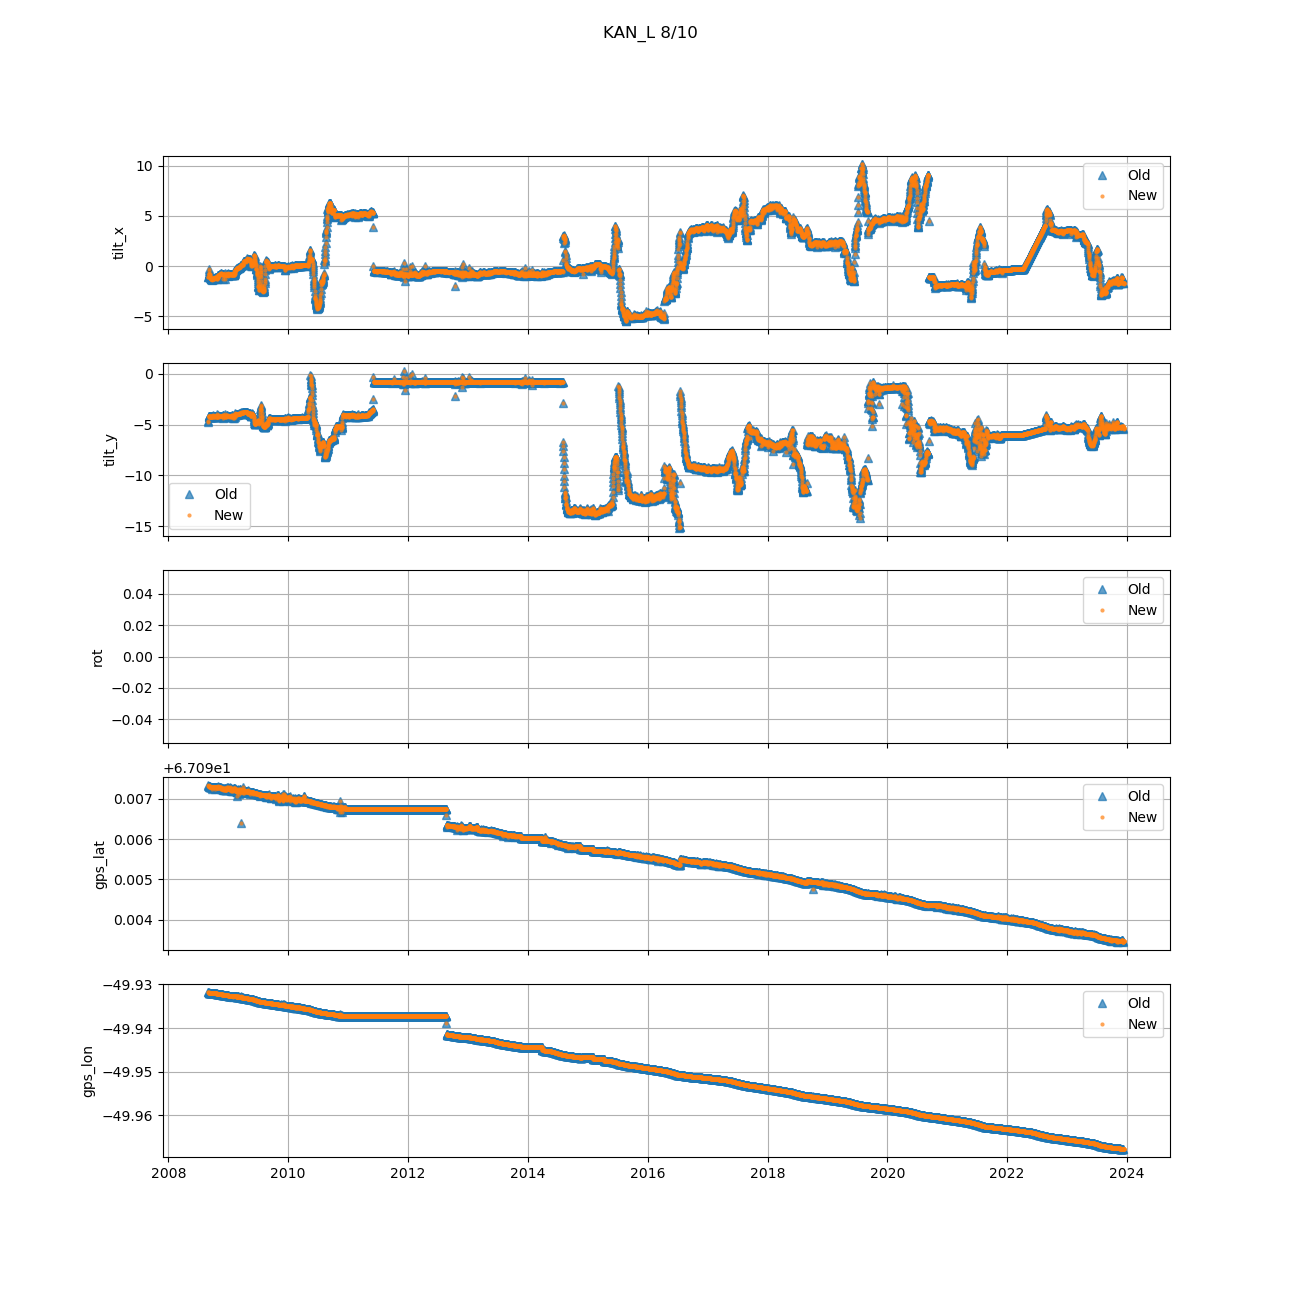 KAN_L 8/10
tilt_x
10
5
0
−5
Old
New
tilt_y
0
−5
−10
−15
Old
New
rot
0.04
0.02
0.00
−0.02
−0.04
Old
New
+6.709e1
gps_lat
0.007
0.006
0.005
0.004
Old
New
gps_lon
−49.93
−49.94
−49.95
−49.96
Old
New
2008 2010 2012 2014 2016 2018 2020 2022 2024